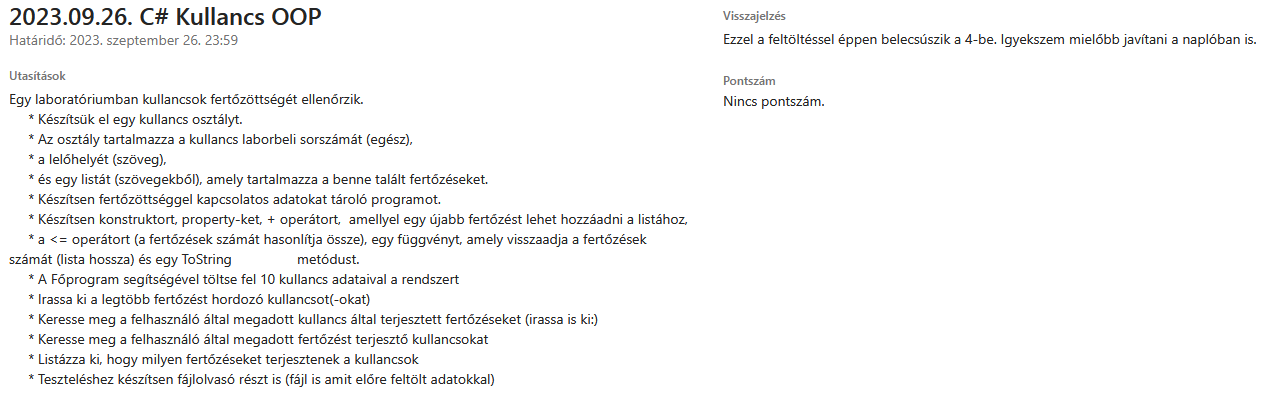 2023.09.26. C# Kullancs OOP
Határidő: 2023. szeptember 26. 23:59
Utasítások
Egy laboratóriumban kullancsok fertőzöttségét ellenőrzik.
* Készítsük el egy kullancs osztályt.
* Az osztály tartalmazza a kullancs laborbeli sorszámát (egész),
* a lelőhelyét (szöveg),
* és egy listát (szövegekből), amely tartalmazza a benne talált fertőzéseket.
* Készítsen fertőzöttséggel kapcsolatos adatokat tároló programot.
* Készítsen konstruktort, property-ket, + operátort, amellyel egy újabb fertőzést lehet hozzáadni a listához,
* a <= operátort (a fertőzések számát hasonlítja össze), egy függvényt, amely visszaadja a fertőzések
számát (lista hossza) és egy ToString metódust.
* A Főprogram segítségével töltse fel 10 kullancs adataival a rendszert
* Irassa ki a legtöbb fertőzést hordozó kullancsot(-okat)
* Keresse meg a felhasználó által megadott kullancs által terjesztett fertőzéseket (irassa is ki:)
* Keresse meg a felhasználó által megadott fertőzést terjesztő kullancsokat
* Listázza ki, hogy milyen fertőzéseket terjesztenek a kullancsok
* Teszteléshez készítsen fájlolvasó részt is (fájl is amit előre feltölt adatokkal)
Visszajelzés
Ezzel a feltöltéssel éppen belecsúszik a 4-be. Igyekszem mielőbb javítani a naplóban is.
Pontszám
Nincs pontszám.